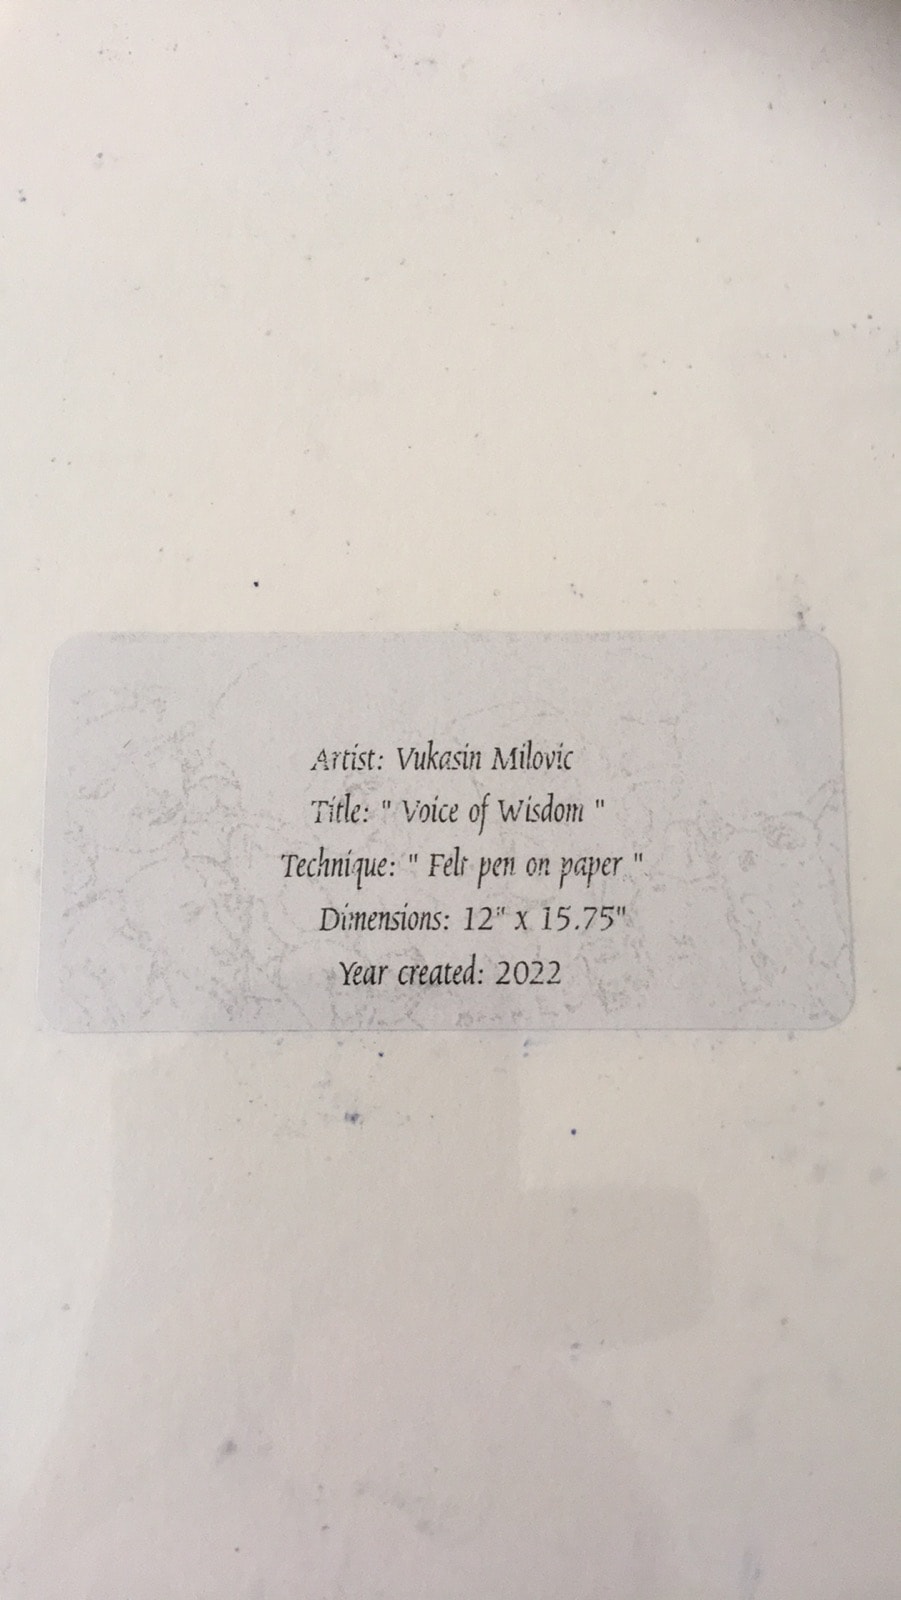 Artist: Vukasin Milovic
Title: " Voice of Wisdom "
Technique: " Felt pen on paper "
Dimensions: 12" x 15.75"
Year created: 2022